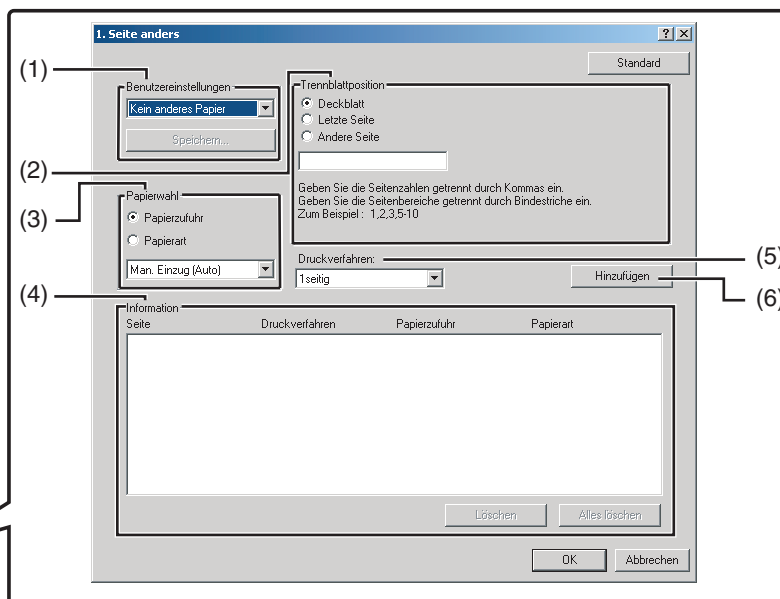 1. Seite anders
Standard
(1)
Benutzereinstellungen
Kein anderes Papier
Speichern...
(2)
Trennblattposition
Deckblatt
Letzte Seite
Andere Seite
Geben Sie die Seitenzahlen getrennt durch Kommas ein.
Geben Sie die Seitenbereiche getrennt durch Bindestriche ein.
Zum Beispiel : 1,2,3,5-10
(3)
Papierwahl
Papierzufuhr
Papierart
Man. Einzug (Auto)
Druckverfahren:
1seitig
(5)
Hinzufügen
(6)
(4)
Information
Seite Druckverfahren Papierzufuhr Papierart
Löschen Alles löschen
OK Abbrechen